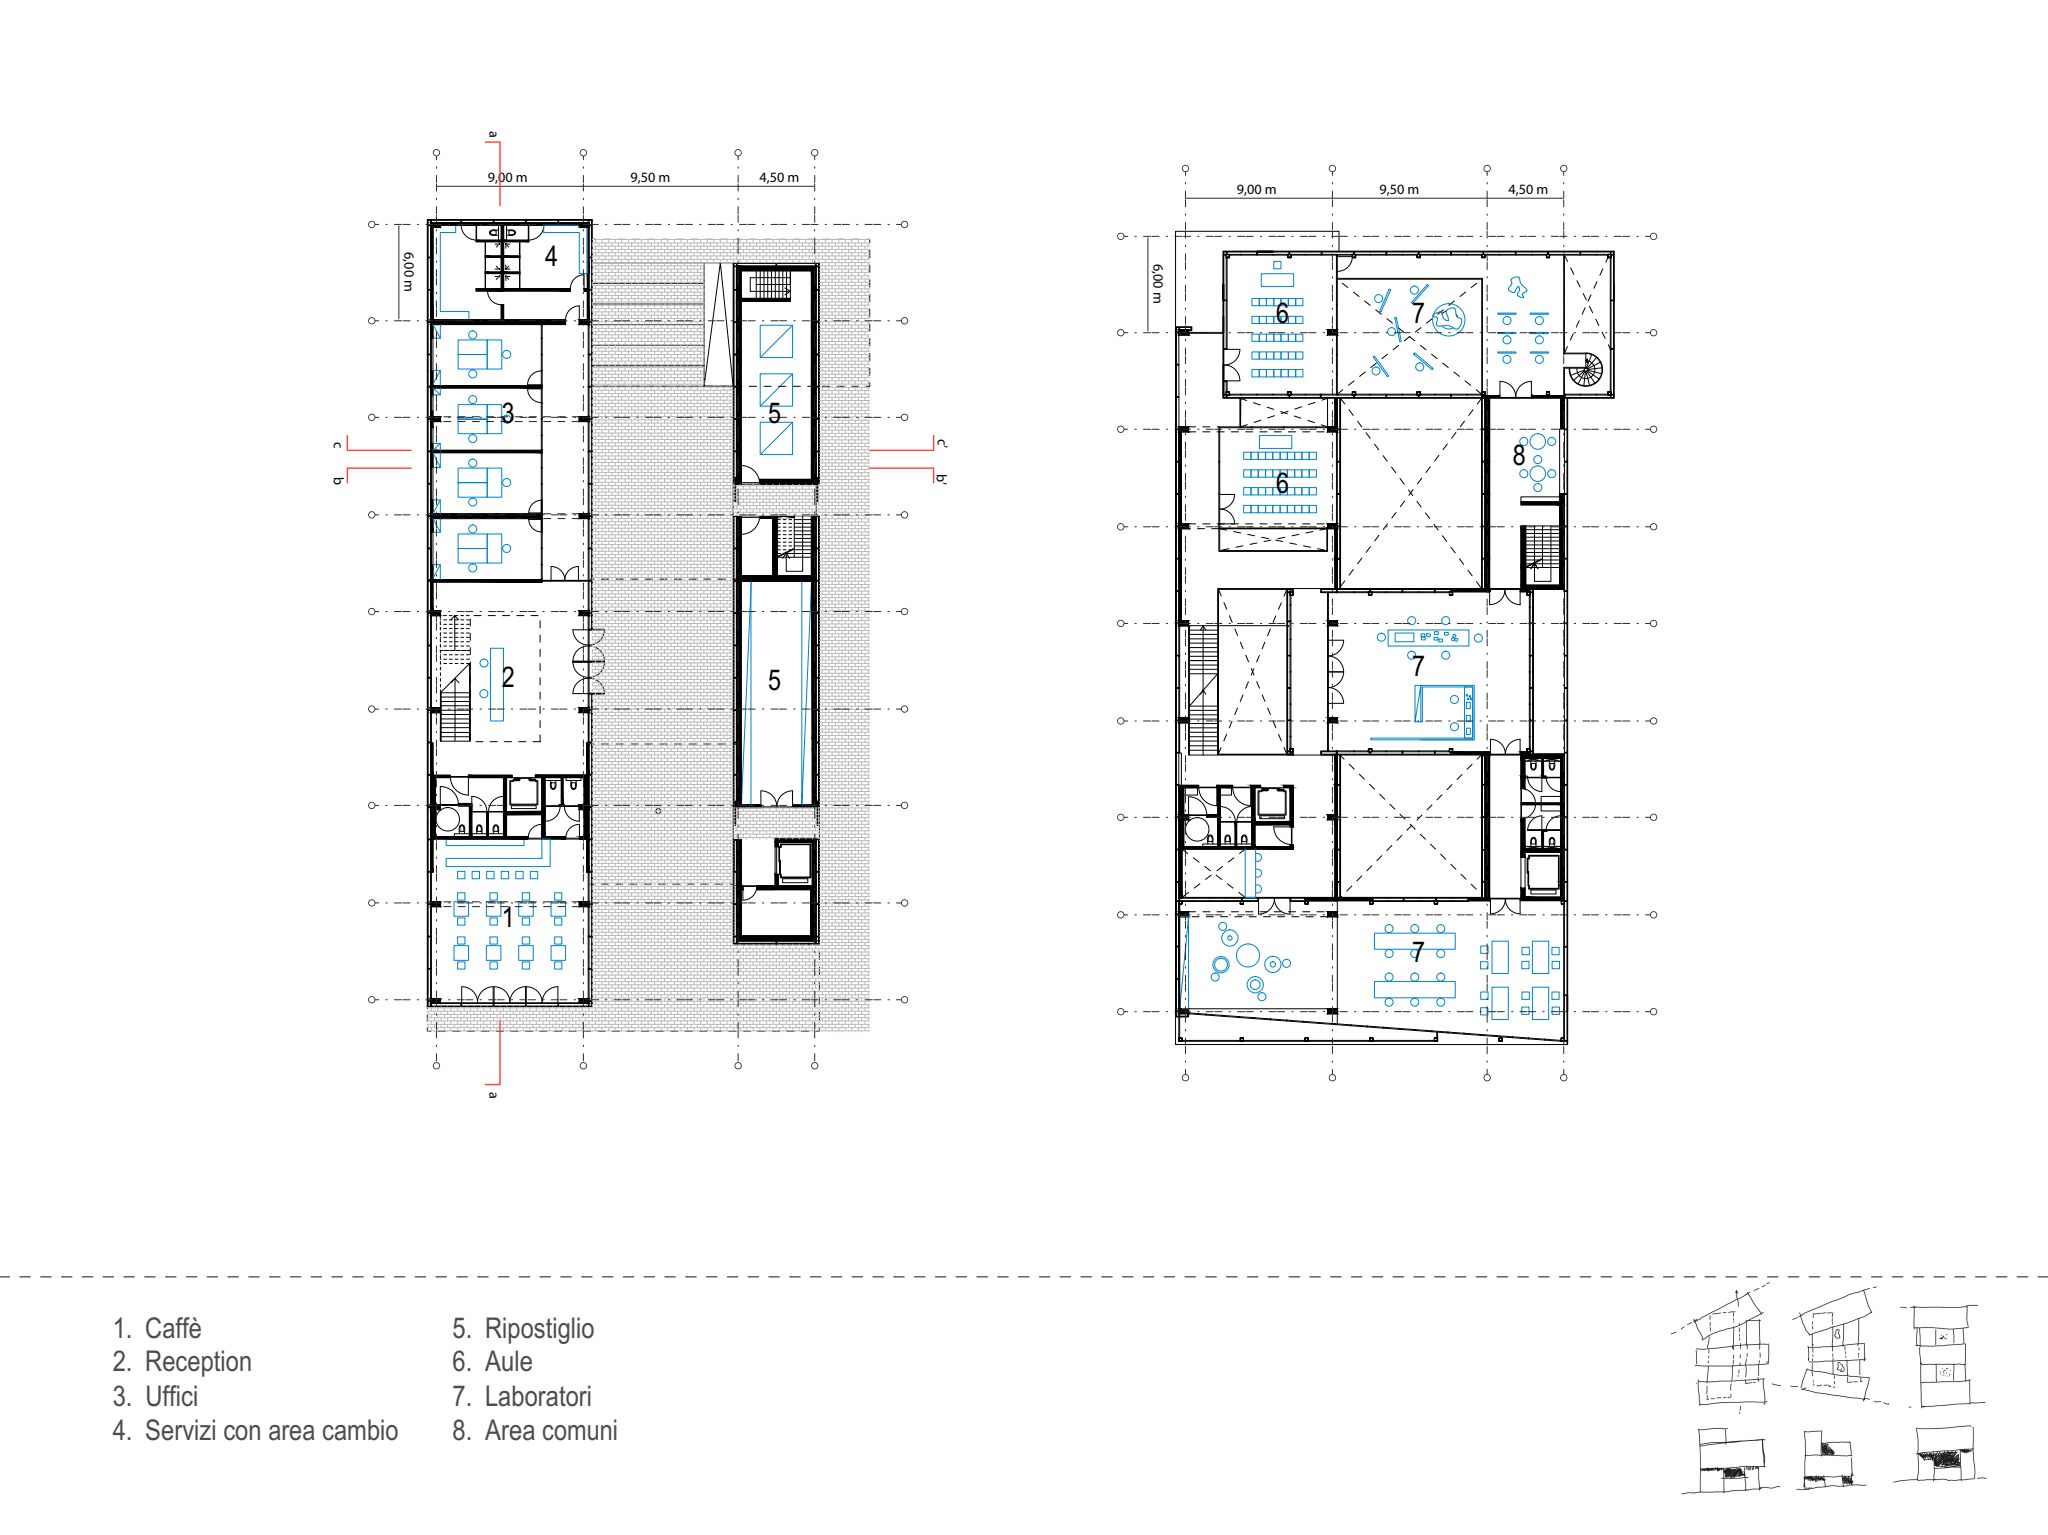 a
9,00 m
9,50 m
4,50 m
6,00 m
4
3
5
c
c'
b
b'
2
5
1
a
9,00 m
9,50 m
4,50 m
6,00 m
6
7
6
8
7
7
1. Caffè
2. Reception
3. Uffici
4. Servizi con area cambio
5. Ripostiglio
6. Aule
7. Laboratori
8. Area comuni